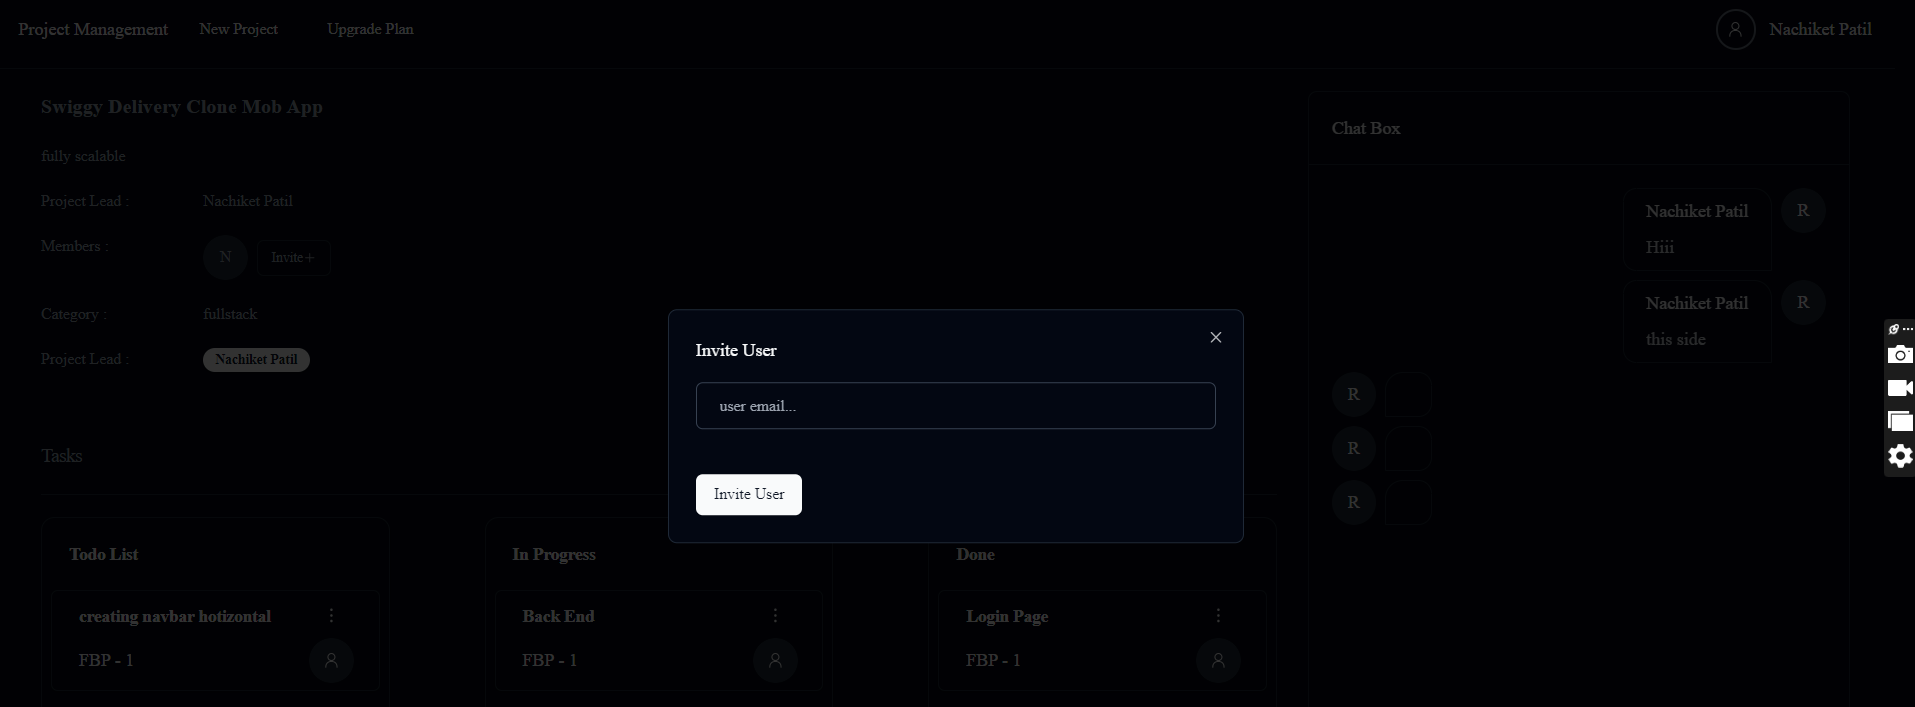 Project Management New Project Upgrade Plan Nachiket Patil
Swiggy Delivery Clone Mob App
fully scalable
Project Lead : Nachiket Patil
Members : N Invite+
Category : fullstack
Project Lead : Nachiket Patil
Tasks
Todo List
creating navbar hotizontal
FBP - 1
In Progress
Back End
FBP - 1
Done
Login Page
FBP - 1
Invite User
user email...
Invite User
Chat Box
Nachiket Patil R
Hiii
Nachiket Patil R
this side
R
R
R